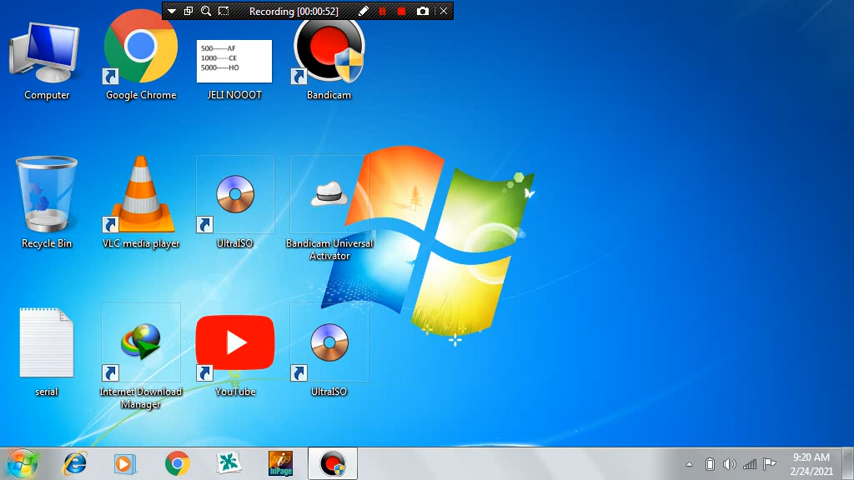 Recording [00:00:52]
Computer
Google Chrome
500------AF
1000-----CE
5000-----HO
JELI NOOOT
Bandicam
Recycle Bin
VLC media player
UltraISO
Bandicam Universal
Activator
serial
Internet Download
Manager
YouTube
UltraISO
InPage
9:20 AM
2/24/2021